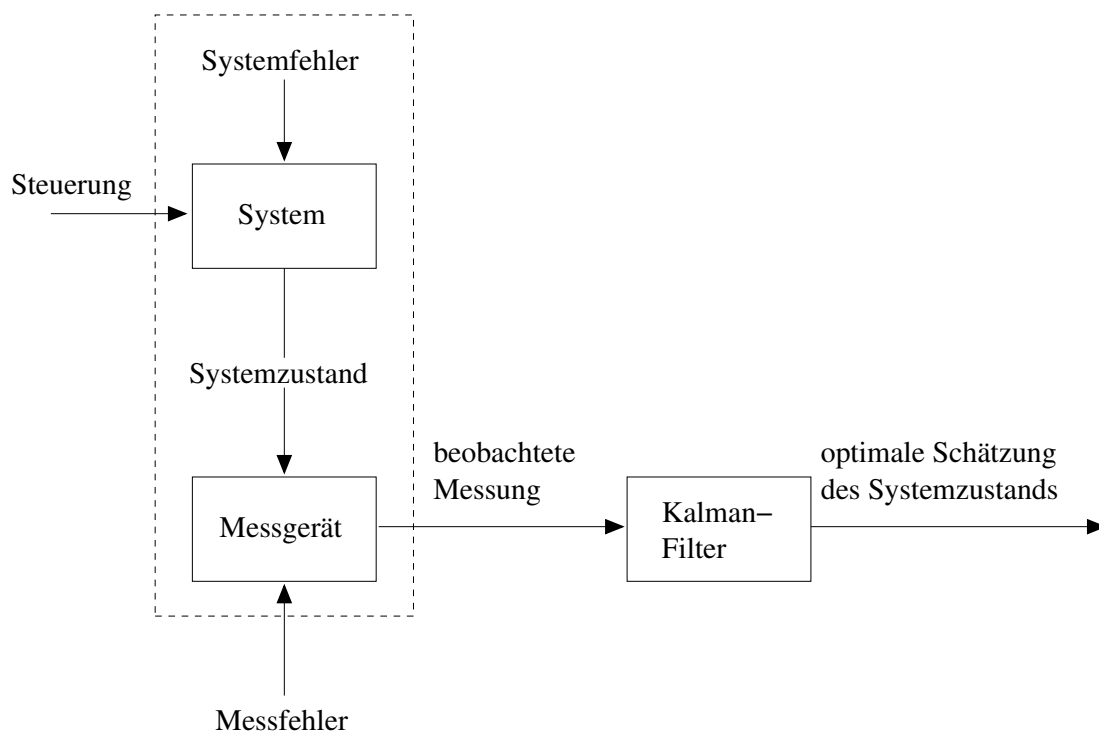 Systemfehler
Steuerung
System
Systemzustand
beobachtete
Messung
optimale Schätzung
des Systemzustands
Messgerät
Kalman–
Filter
Messfehler